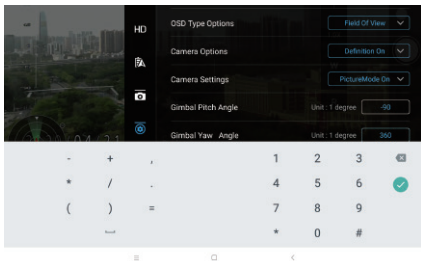 HD
OSD Type Options
Field Of View
Camera Options
Definition On
Camera Settings
PictureMode On
Gimbal Pitch Angle
Unit : 1 degree
-90
Gimbal Yaw Angle
Unit : 1 degree
360
- + , 1 2 3
* / . 4 5 6
( ) = 7 8 9
* 0 #